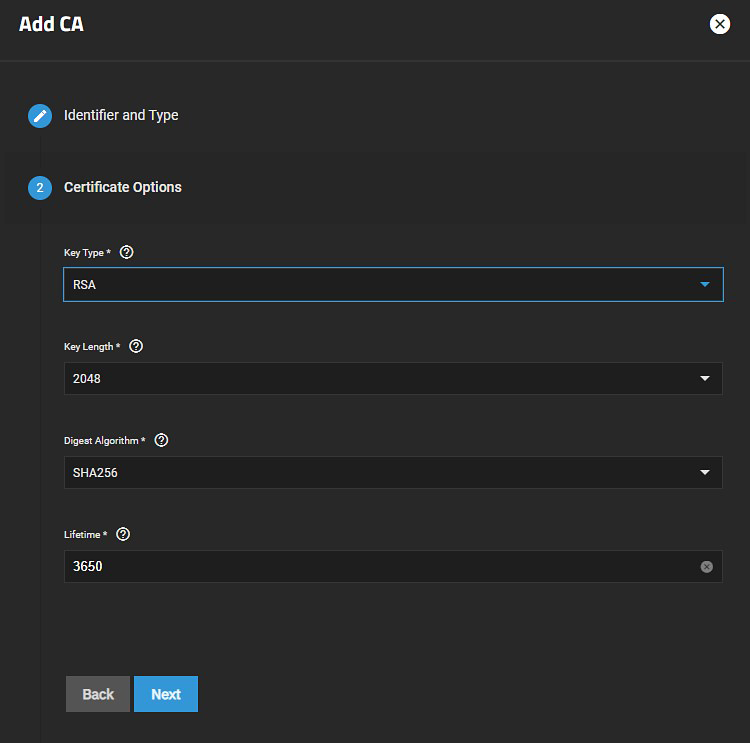 Add CA
Identifier and Type
2 Certificate Options
Key Type *
RSA
Key Length *
2048
Digest Algorithm *
SHA256
Lifetime *
3650
Back Next